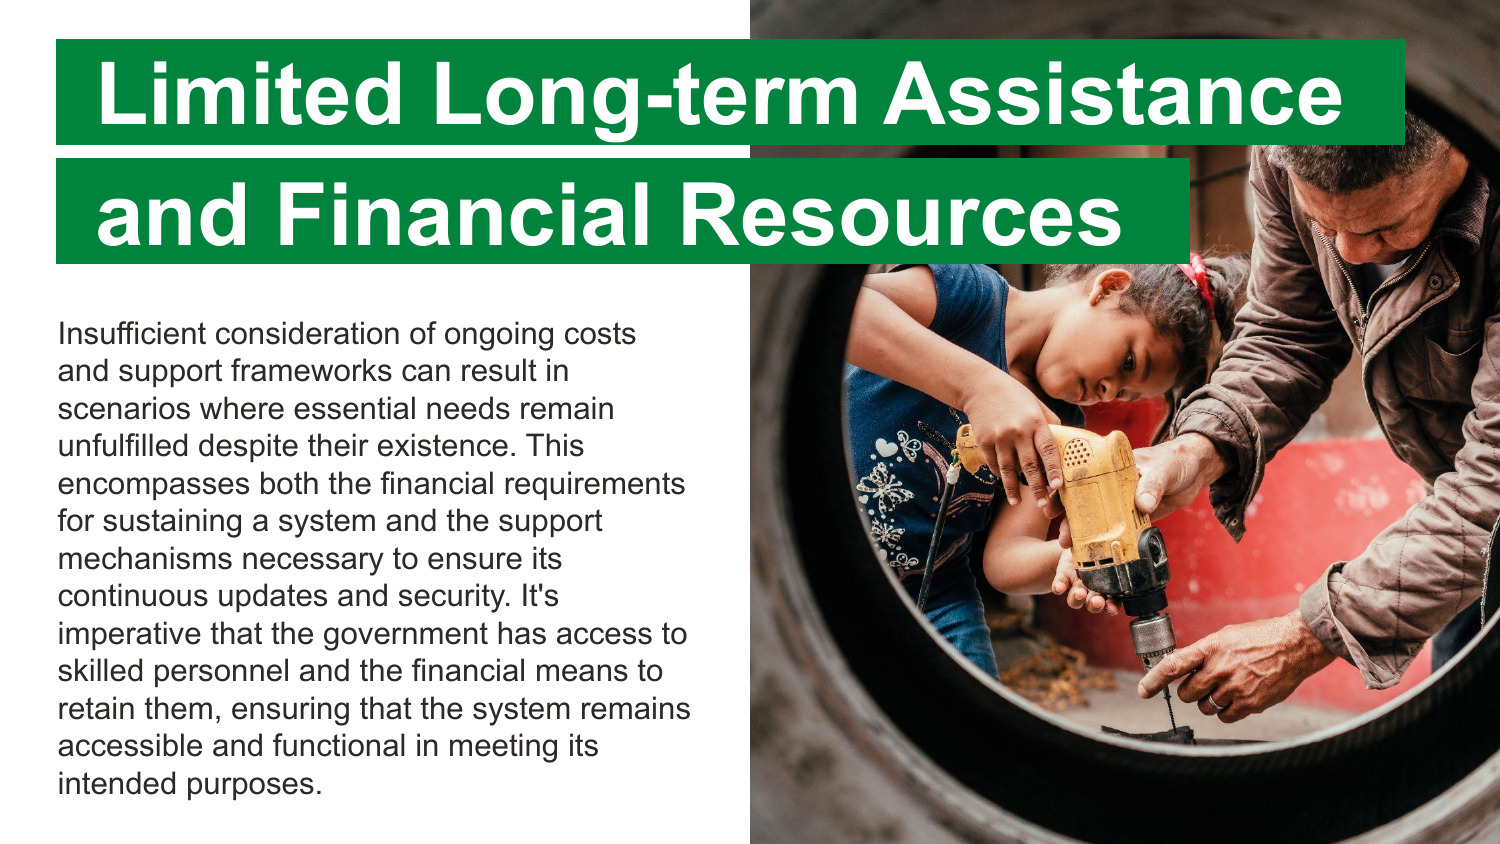 Limited Long-term Assistance
and Financial Resources
Insufficient consideration of ongoing costs
and support frameworks can result in
scenarios where essential needs remain
unfulfilled despite their existence. This
encompasses both the financial requirements
for sustaining a system and the support
mechanisms necessary to ensure its
continuous updates and security. It's
imperative that the government has access to
skilled personnel and the financial means to
retain them, ensuring that the system remains
accessible and functional in meeting its
intended purposes.